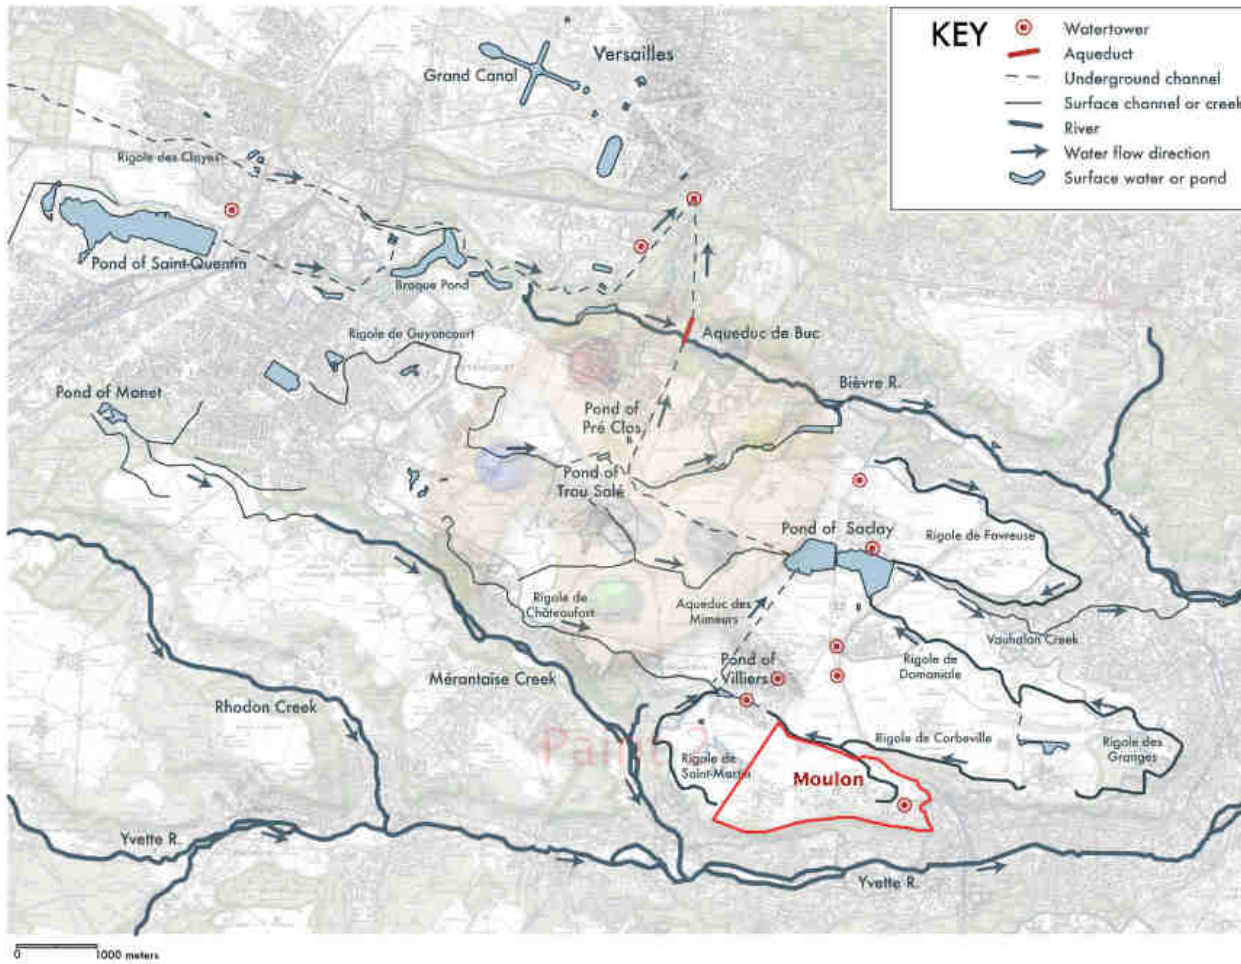 KEY
Watertower
Aqueduct
Underground channel
Surface channel or creek
River
Water flow direction
Surface water or pond
Versailles
Grand Canal
Rigole des Clayes
Pond of Saint-Quentin
Braque Pond
Rigole de Guyoncourt
Aqueduc de Buc
Pond of Manet
Bièvre R.
Pond of
Pré Clos
Pond of
Trou Salé
Pond of Saclay
Rigole de Favreuse
Rigole de
Châteaufort
Aqueduc des
Mineurs
Vauhalan Creek
Pond of
Villiers
Rigole de
Domaniale
Mérantaise Creek
Rhodon Creek
Rigole de Corbeville
Rigole des
Granges
Rigole de
Saint-Martin
Moulon
Yvette R.
Yvette R.
0 1000 meters